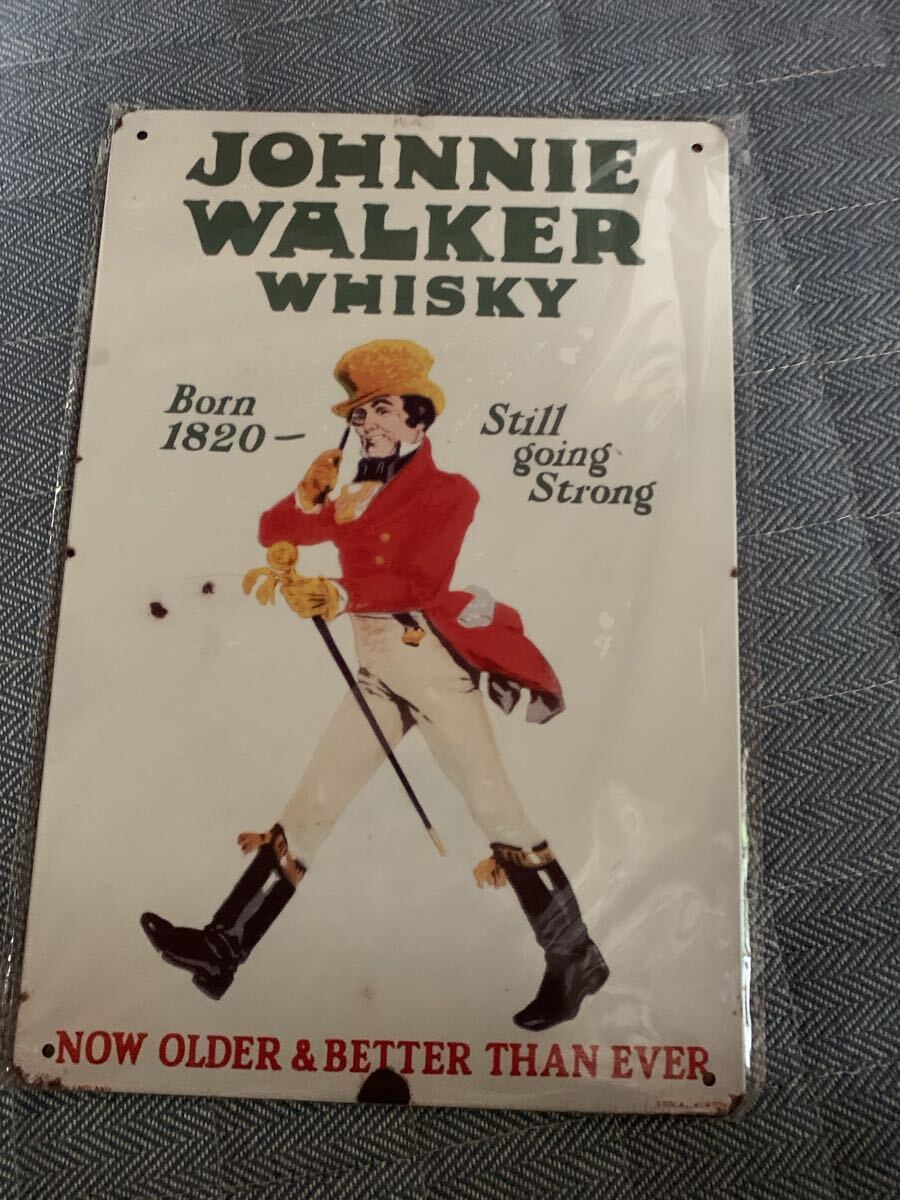 JOHNNIE
WALKER
WHISKY
Born
1820 –
Still
going
Strong
NOW OLDER & BETTER THAN EVER